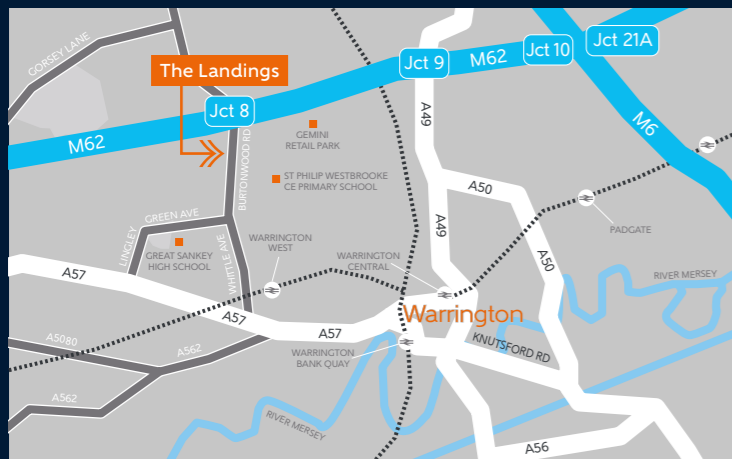 GORSEY LANE
The Landings
Jct 8
Jct 9
M62
Jct 10
Jct 21A
M62
M6
A49
BURTONWOOD RD
GEMINI
RETAIL PARK
ST PHILIP WESTBROOKE
CE PRIMARY SCHOOL
A50
A49
A50
PADGATE
LINGLEY
GREEN AVE
GREAT SANKEY
HIGH SCHOOL
WHITTLE AVE
WARRINGTON
WEST
WARRINGTON
CENTRAL
RIVER MERSEY
A57
A57
A57
Warrington
A5080
A562
WARRINGTON
BANK QUAY
KNUTSFORD RD
A562
RIVER MERSEY
A56